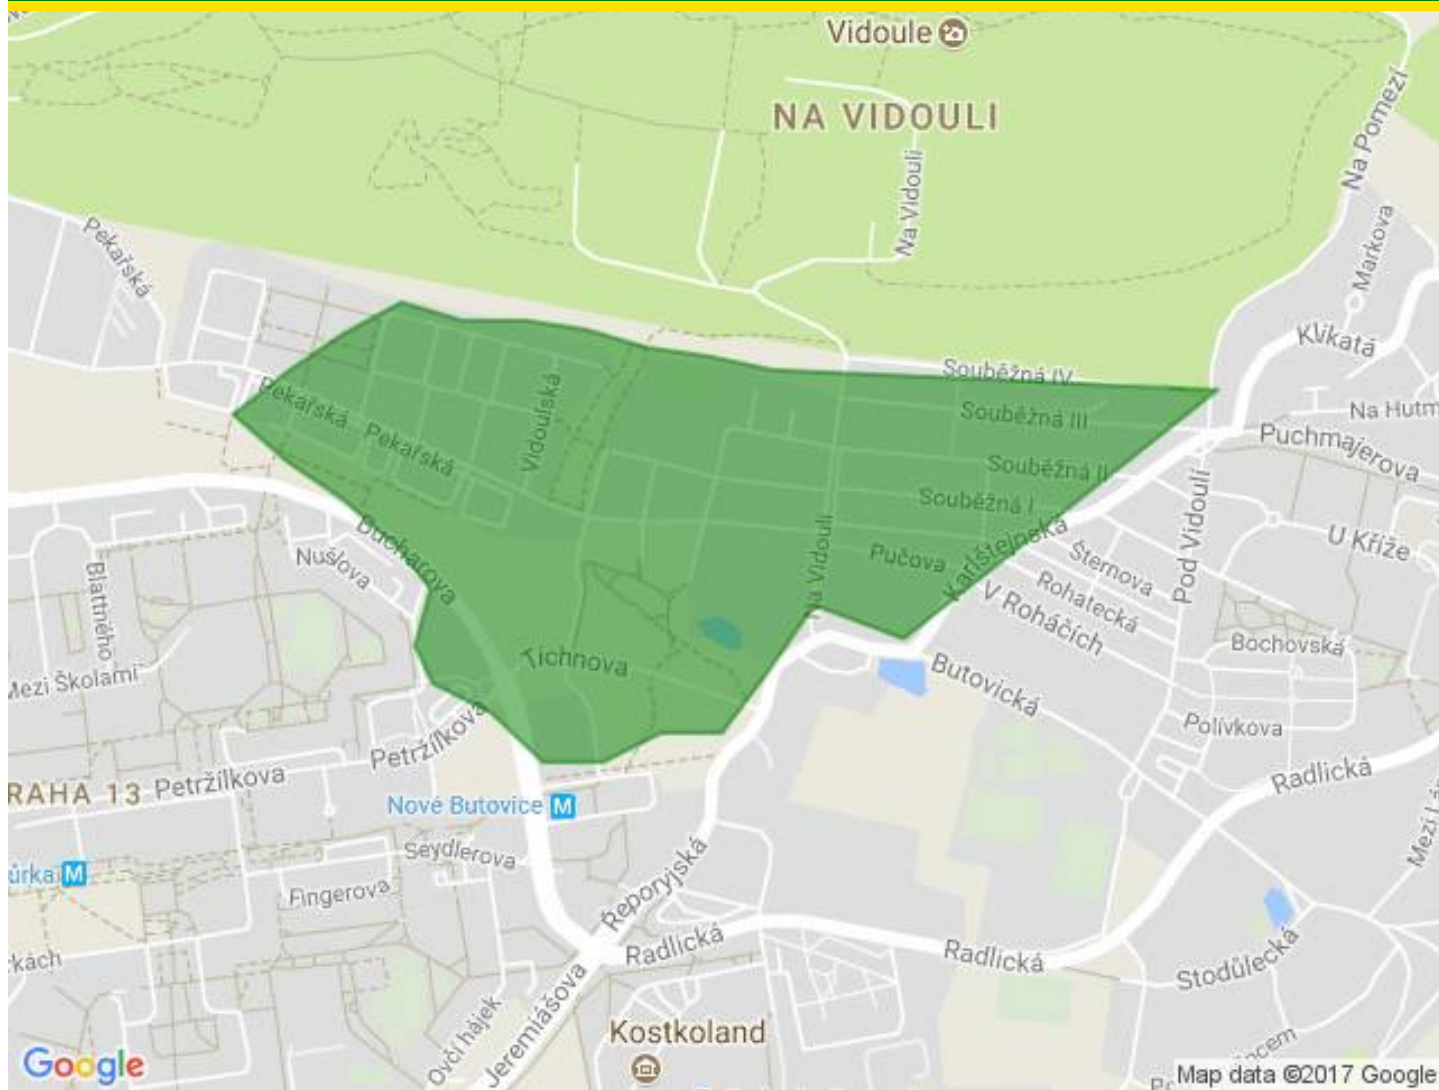 Vidoule
NA VIDOULI
Na Pomezí
Na Vidouli
Markova
Pekařská
Klikatá
Souběžná IV
Souběžná III
Na Hutm
Pekařská
Vidoulská
Pekařská
Puchmajerova
Souběžná II
Souběžná I
Pod Vidoulí
U Kříže
Bucharova
Nušlova
Na Vidouli
Pučova
Karlštejnská
Šternova
Rohatecká
V Roháčích
Blattného
Bochovská
Tichnova
Butovická
Mezi Školami
Petržílkova
Polívkova
RAHA 13
Petržílkova
Radlická
Nové Butovice M
Seydlerova
Mezi
ůrka M
Fingerova
Řeporyjská
Radlická
Radlická
kách
Stodůlecká
Jeremiášova
Ovčí hájek
Kostkoland
Google
Map data ©2017 Google